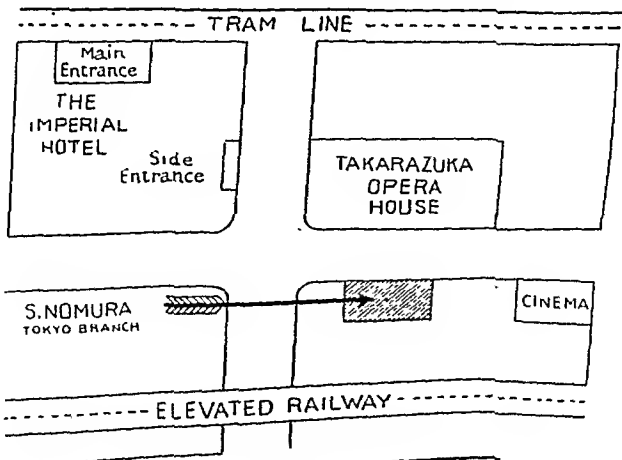 TRAM LINE
Main
Entrance
THE
IMPERIAL
HOTEL
Side
Entrance
TAKARAZUKA
OPERA
HOUSE
S.NOMURA
TOKYO BRANCH
CINEMA
ELEVATED RAILWAY